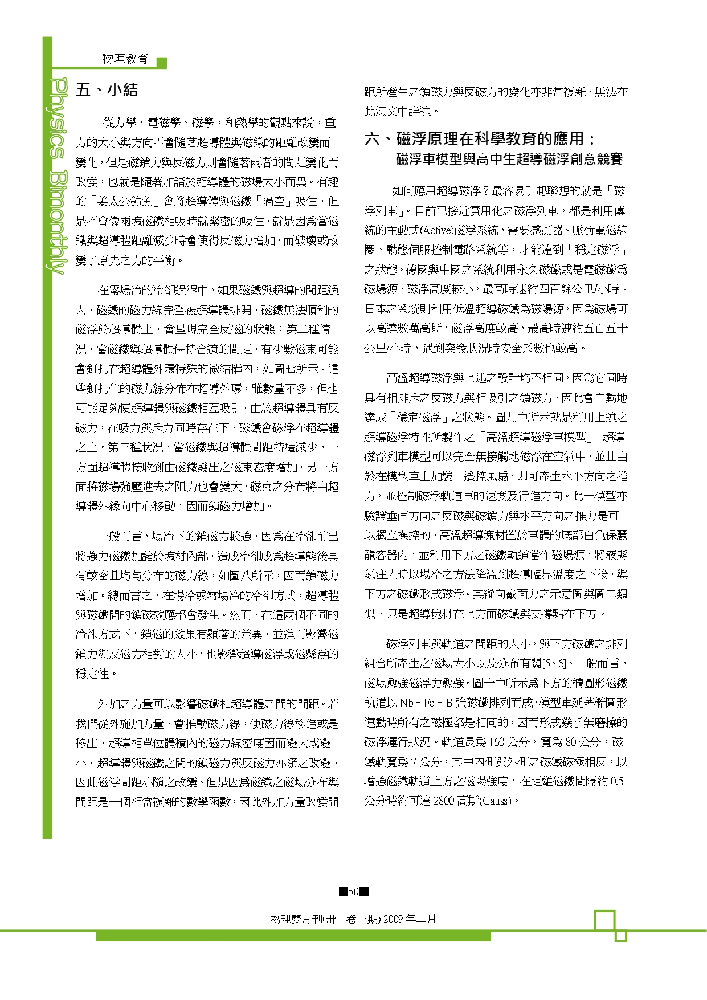 物理教育
Physics Bimonthly
五、小結
從力學、電磁學、磁學，和熱學的觀點來說，重
力的大小與方向不會隨著超導體與磁鐵的距離改變而
變化，但是磁鎖力與反磁力則會隨著兩者的間距變化而
改變，也就是隨著加諸於超導體的磁場大小而異。有趣
的「姜太公釣魚」會將超導體與磁鐵「隔空」吸住，但
是不會像兩塊磁鐵相吸時就緊密的吸住，就是因為當磁
鐵與超導體距離減少時會使得反磁力增加，而破壞或改
變了原先之力的平衡。
在零場冷的冷卻過程中，如果磁鐵與超導的間距過
大，磁鐵的磁力線完全被超導體排開，磁鐵無法順利的
磁浮於超導體上，會呈現完全反磁的狀態；第二種情
況，當磁鐵與超導體保持合適的間距，有少數磁束可能
會釘扎在超導體外環特殊的微結構內，如圖七所示。這
些釘扎住的磁力線分佈在超導外環，雖數量不多，但也
可能足夠使超導體與磁鐵相互吸引。由於超導體具有反
磁力，在吸力與斥力同時存在下，磁鐵會磁浮在超導體
之上。第三種狀況，當磁鐵與超導體間距持續減少，一
方面超導體接收到由磁鐵發出之磁束密度增加，另一方
面將磁場強壓進去之阻力也會變大，磁束之分布將由超
導體外緣向中心移動，因而鎖磁力增加。
一般而言，場冷下的鎖磁力較強，因為在冷卻前已
將強力磁鐵加諸於塊材內部，造成冷卻成為超導態後具
有較密且均勻分布的磁力線，如圖八所示，因而鎖磁力
增加。總而言之，在場冷或零場冷的冷卻方式，超導體
與磁鐵間的鎖磁效應都會發生。然而，在這兩個不同的
冷卻方式下，鎖磁的效果有顯著的差異，並進而影響磁
鎖力與反磁力相對的大小，也影響超導磁浮或磁懸浮的
穩定性。
外加之力量可以影響磁鐵和超導體之間的間距。若
我們從外施加力量，會推動磁力線，使磁力線移進或是
移出，超導相單位體積內的磁力線密度因而變大或變
小。超導體與磁鐵之間的鎖磁力與反磁力亦隨之改變，
因此磁浮間距亦隨之改變。但是因為磁鐵之磁場分布與
間距是一個相當複雜的數學函數，因此外加力量改變間
距所產生之鎖磁力與反磁力的變化亦非常複雜，無法在
此短文中詳述。
六、磁浮原理在科學教育的應用：
磁浮車模型與高中生超導磁浮創意競賽
如何應用超導磁浮？最容易引起聯想的就是「磁
浮列車」。目前已接近實用化之磁浮列車，都是利用傳
統的主動式(Active)磁浮系統，需要感測器、脈衝電磁線
圈、動態伺服控制電路系統等，才能達到「穩定磁浮」
之狀態。德國與中國之系統利用永久磁鐵或是電磁鐵為
磁場源，磁浮高度較小，最高時速約四百餘公里/小時。
日本之系統則利用低溫超導磁鐵為磁場源，因為磁場可
以高達數萬高斯，磁浮高度較高，最高時速約五百五十
公里/小時，遇到突發狀況時安全系數也較高。
高溫超導磁浮與上述之設計均不相同，因為它同時
具有相排斥之反磁力與相吸引之鎖磁力，因此會自動地
達成「穩定磁浮」之狀態。圖九中所示就是利用上述之
超導磁浮特性所製作之「高溫超導磁浮車模型」。超導
磁浮列車模型可以完全無接觸地磁浮在空氣中，並且由
於在模型車上加裝一遙控風扇，即可產生水平方向之推
力，並控制磁浮軌道車的速度及行進方向。此一模型亦
驗證垂直方向之反磁與磁鎖力與水平方向之推力是可
以獨立操控的。高溫超導塊材置於車體的底部白色保麗
龍容器內，並利用下方之磁鐵軌道當作磁場源，將液態
氮注入時以場冷之方法降溫到超導臨界溫度之下後，與
下方之磁鐵形成磁浮。其縱向截面力之示意圖與圖二類
似，只是超導塊材在上方而磁鐵與支撐點在下方。
磁浮列車與軌道之間距的大小，與下方磁鐵之排列
組合所產生之磁場大小以及分布有關[5、6]。一般而言，
磁場愈強磁浮力愈強。圖十中所示為下方的橢圓形磁鐵
軌道以 Nb–Fe–B 強磁鐵排列而成，模型車延著橢圓形
運動時所有之磁極都是相同的，因而形成幾乎無磨擦的
磁浮運行狀況。軌道長為 160 公分，寬為 80 公分，磁
鐵軌寬為 7 公分，其中內側與外側之磁鐵磁極相反，以
增強磁鐵軌道上方之磁場強度，在距離磁鐵間隔約 0.5
公分時約可達 2800 高斯(Gauss)。
■50■
物理雙月刊(卅一卷一期) 2009 年二月